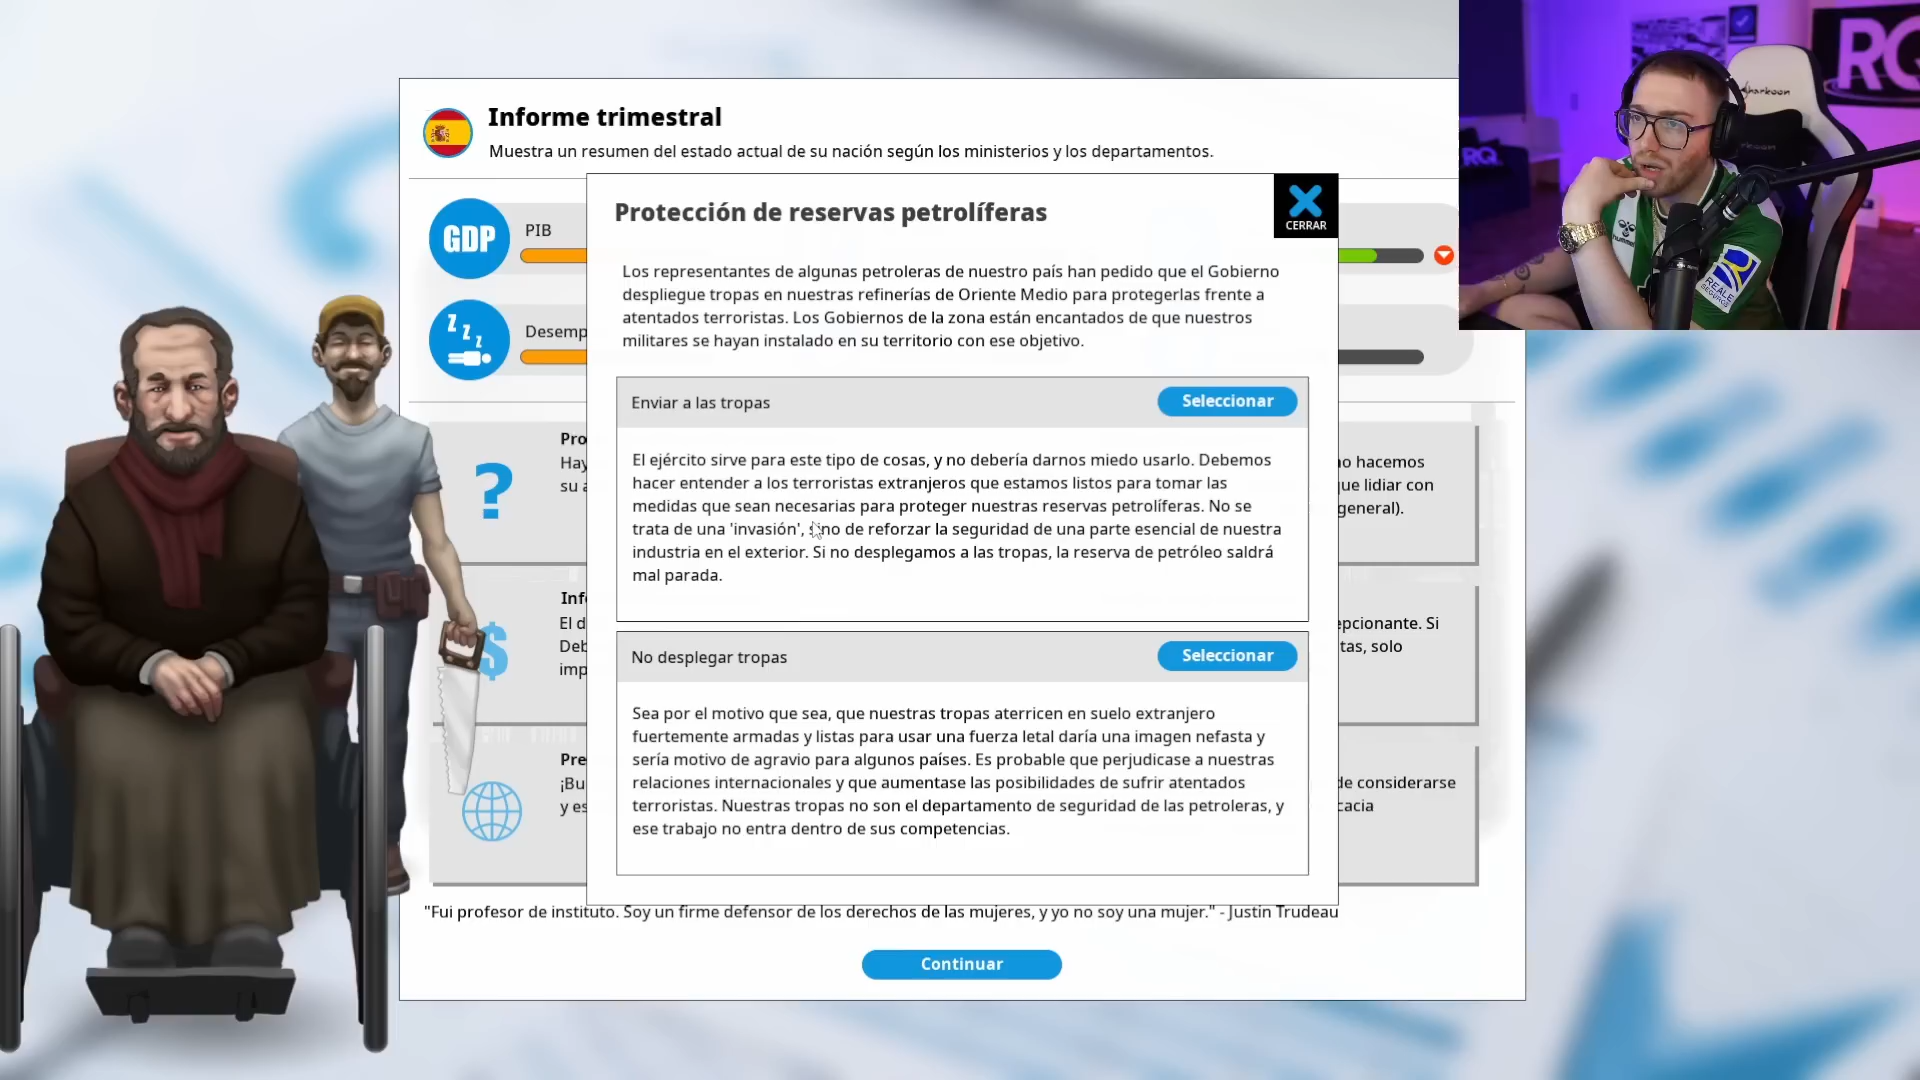 Informe trimestral
Muestra un resumen del estado actual de su nación según los ministerios y los departamentos.
GDP
PIB
Z Z Z
Desemp
Protección de reservas petrolíferas
CERRAR
Los representantes de algunas petroleras de nuestro país han pedido que el Gobierno
despliegue tropas en nuestras refinerías de Oriente Medio para protegerlas frente a
atentados terroristas. Los Gobiernos de la zona están encantados de que nuestros
militares se hayan instalado en su territorio con ese objetivo.
Enviar a las tropas
Seleccionar
El ejército sirve para este tipo de cosas, y no debería darnos miedo usarlo. Debemos
hacer entender a los terroristas extranjeros que estamos listos para tomar las
medidas que sean necesarias para proteger nuestras reservas petrolíferas. No se
trata de una 'invasión', sino de reforzar la seguridad de una parte esencial de nuestra
industria en el exterior. Si no desplegamos a las tropas, la reserva de petróleo saldrá
mal parada.
No desplegar tropas
Seleccionar
Sea por el motivo que sea, que nuestras tropas aterricen en suelo extranjero
fuertemente armadas y listas para usar una fuerza letal daría una imagen nefasta y
sería motivo de agravio para algunos países. Es probable que perjudicase a nuestras
relaciones internacionales y que aumentase las posibilidades de sufrir atentados
terroristas. Nuestras tropas no son el departamento de seguridad de las petroleras, y
ese trabajo no entra dentro de sus competencias.
?
Pro
Hay
su a
no hacemos
que lidiar con
general).
$
Inf
El d
Deb
imp
epcionante. Si
tas, solo
Pre
¡Bu
y es
de considerarse
cacia
"Fui profesor de instituto. Soy un firme defensor de los derechos de las mujeres, y yo no soy una mujer." - Justin Trudeau
Continuar
RQ
RQ
sharkoon
hummel
REALE
SEGUROS